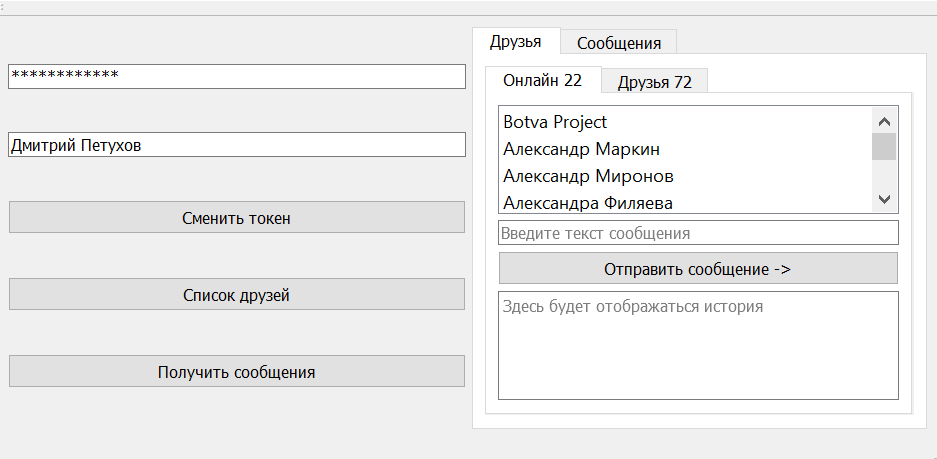 ************
Дмитрий Петухов
Сменить токен
Список друзей
Получить сообщения
Друзья
Сообщения
Онлайн 22
Друзья 72
Botva Project
Александр Маркин
Александр Миронов
Александра Филяева
Введите текст сообщения
Отправить сообщение ->
Здесь будет отображаться история